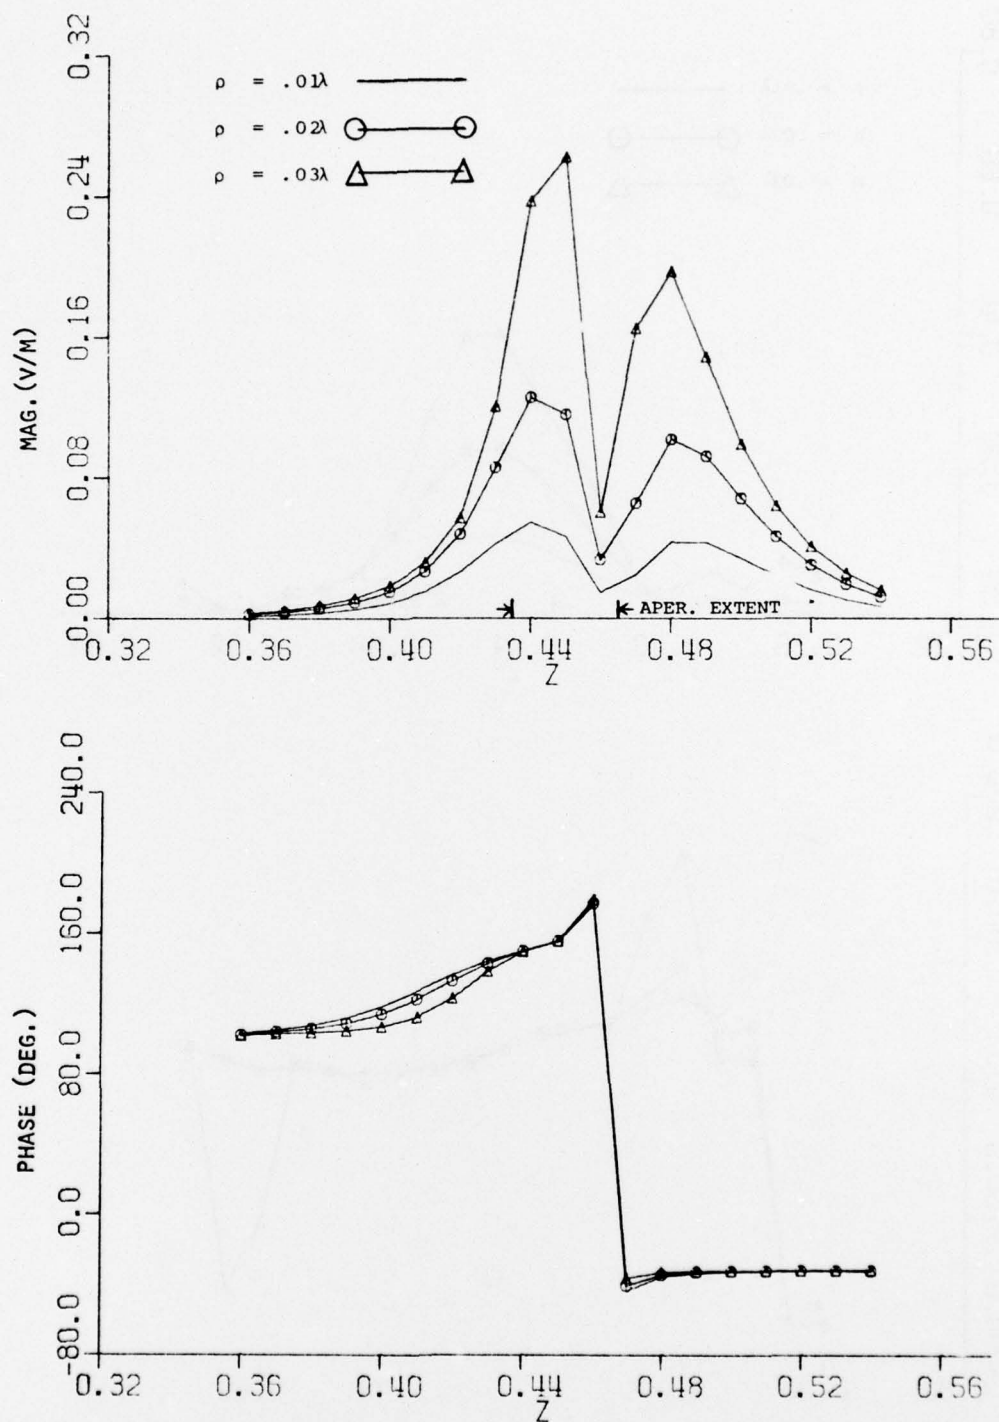 ρ = .01λ
ρ = .02λ
ρ = .03λ
MAG.(V/M)
0.32
0.24
0.16
0.08
0.00
APER. EXTENT
0.32 0.36 0.40 0.44 0.48 0.52 0.56
Z
PHASE (DEG.)
240.0
160.0
80.0
0.0
-80.0
0.32 0.36 0.40 0.44 0.48 0.52 0.56
Z